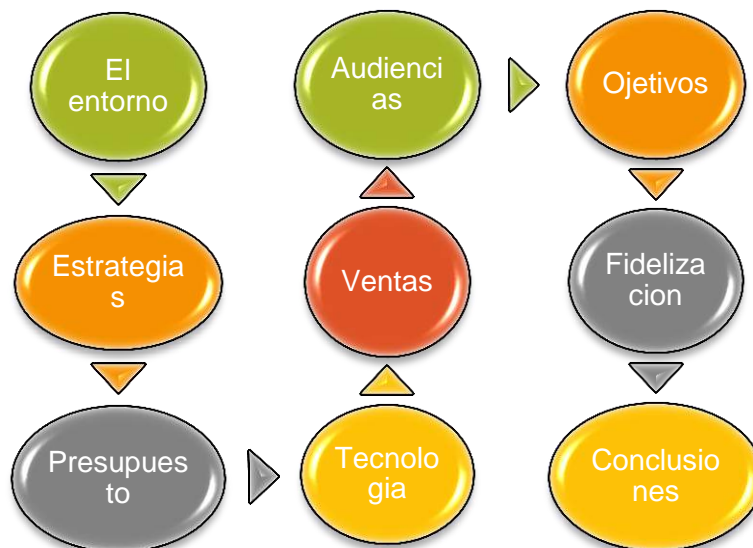 El
entorno
Estrategia
s
Presupues
to
Tecnolo
gia
Ventas
Audienci
as
Ojetivos
Fideliza
cion
Conclusio
nes